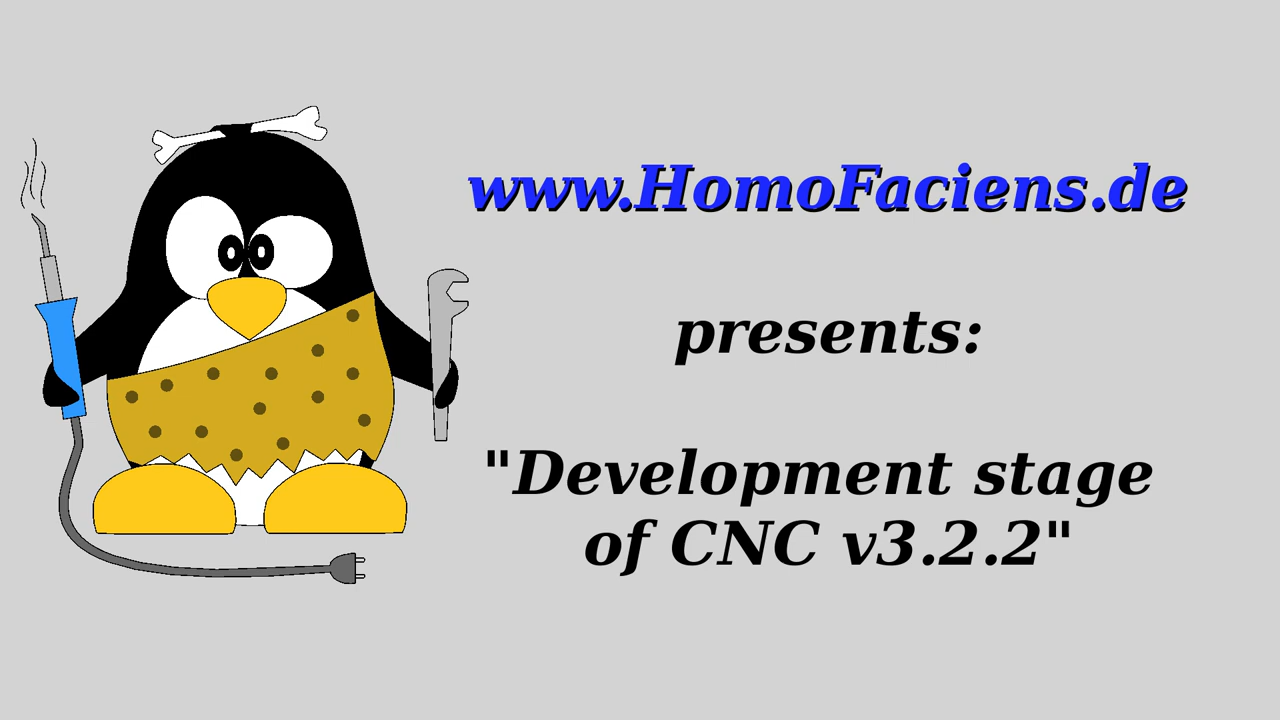 www.HomoFaciens.de
presents:
"Development stage
of CNC v3.2.2"